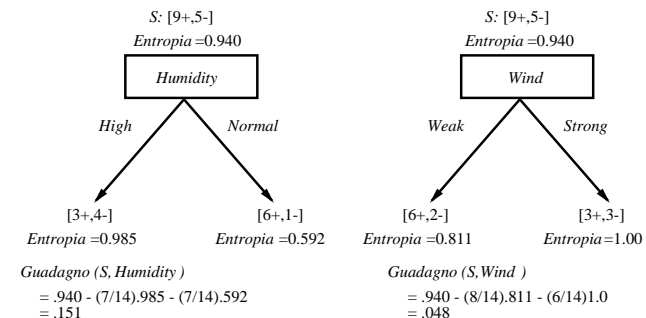 S: [9+,5-]
Entropia =0.940
Humidity
High
Normal
[3+,4-]
[6+,1-]
Entropia=0.985
Entropia =0.592
Guadagno (S, Humidity )
= .940 - (7/14).985 - (7/14).592
= .151
S: [9+,5-]
Entropia =0.940
Wind
Weak
Strong
[6+,2-]
[3+,3-]
Entropia =0.811
Entropia=1.00
Guadagno (S,Wind )
= .940 - (8/14).811 - (6/14)1.0
= .048